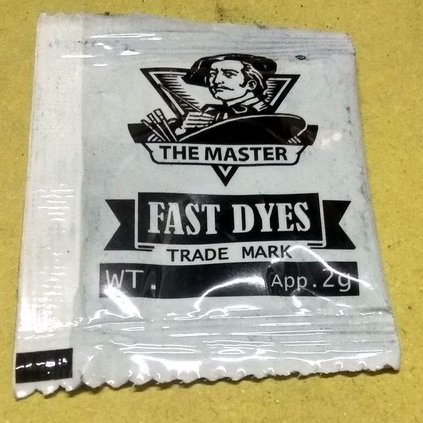 THE MASTER
FAST DYES
TRADE MARK
WT. App.2g